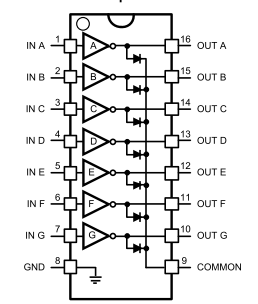 IN A 1 A 16 OUT A
IN B 2 B 15 OUT B
IN C 3 C 14 OUT C
IN D 4 D 13 OUT D
IN E 5 E 12 OUT E
IN F 6 F 11 OUT F
IN G 7 G 10 OUT G
GND 8 9 COMMON